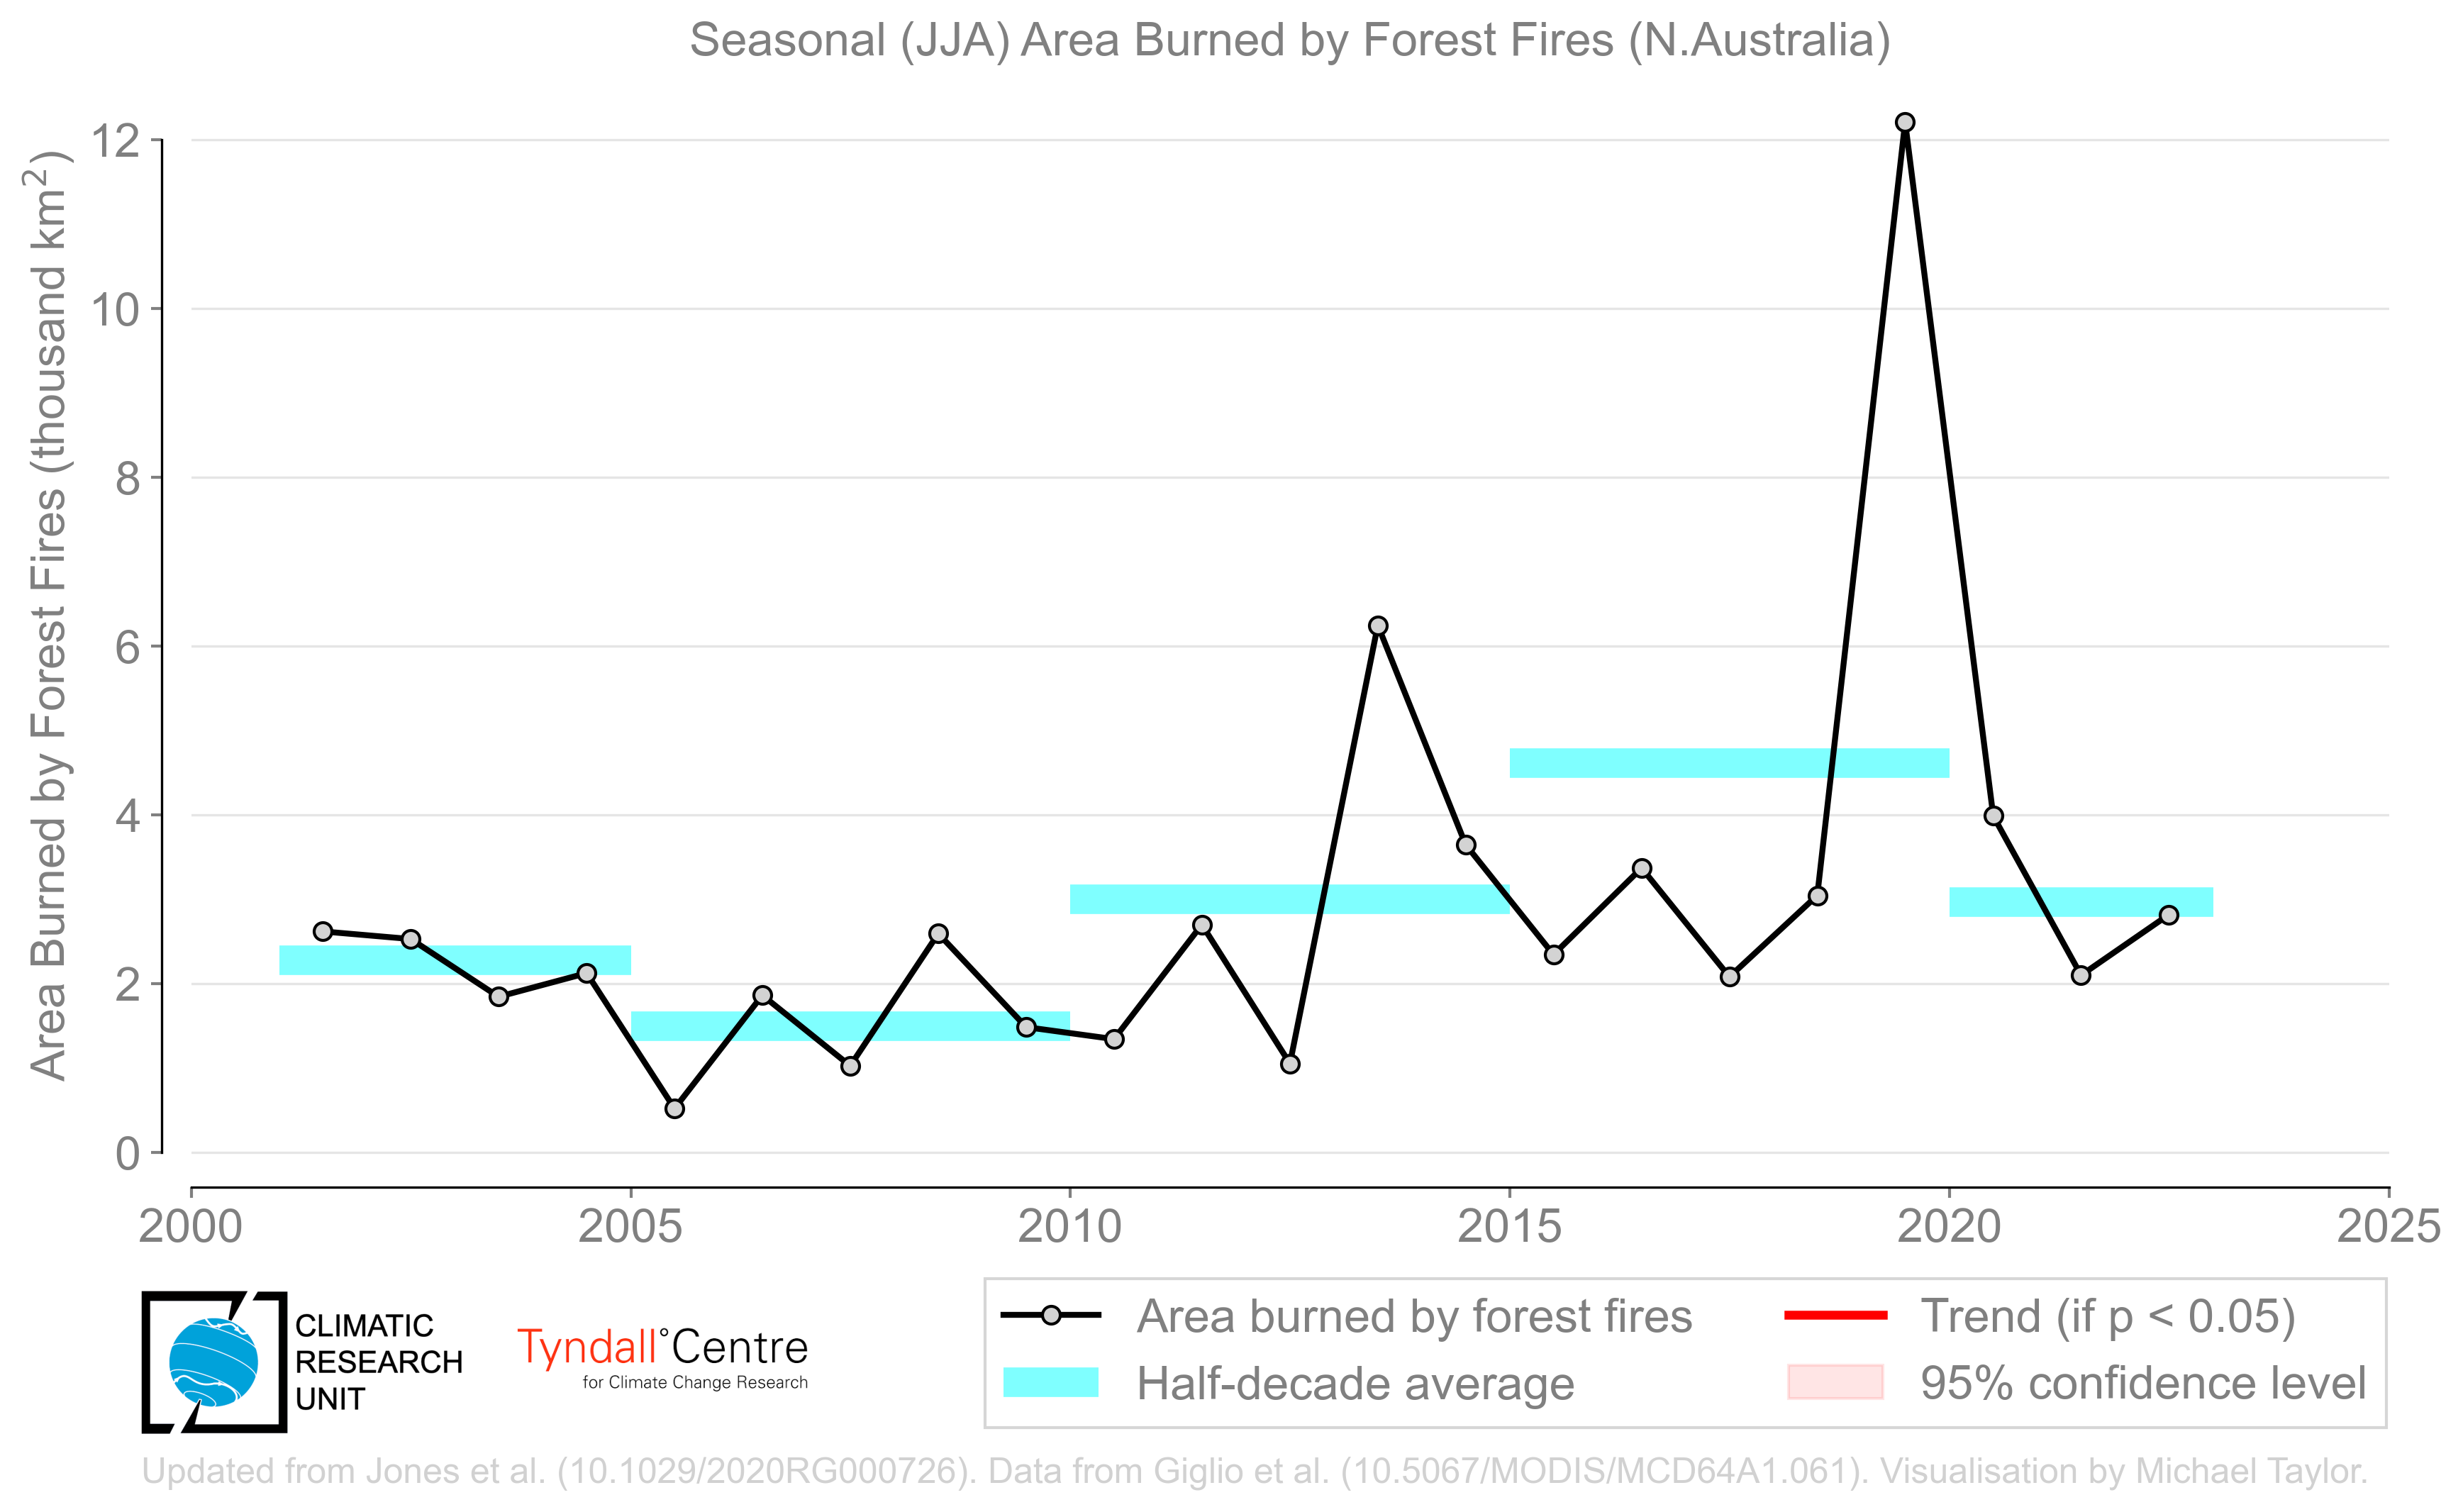 Seasonal (JJA) Area Burned by Forest Fires (N.Australia)
Area Burned by Forest Fires (thousand km²)
12
10
8
6
4
2
0
2000 2005 2010 2015 2020 2025
CLIMATIC
RESEARCH
UNIT
Tyndall°Centre
for Climate Change Research
Area burned by forest fires
Half-decade average
Trend (if p < 0.05)
95% confidence level
Updated from Jones et al. (10.1029/2020RG000726). Data from Giglio et al. (10.5067/MODIS/MCD64A1.061). Visualisation by Michael Taylor.